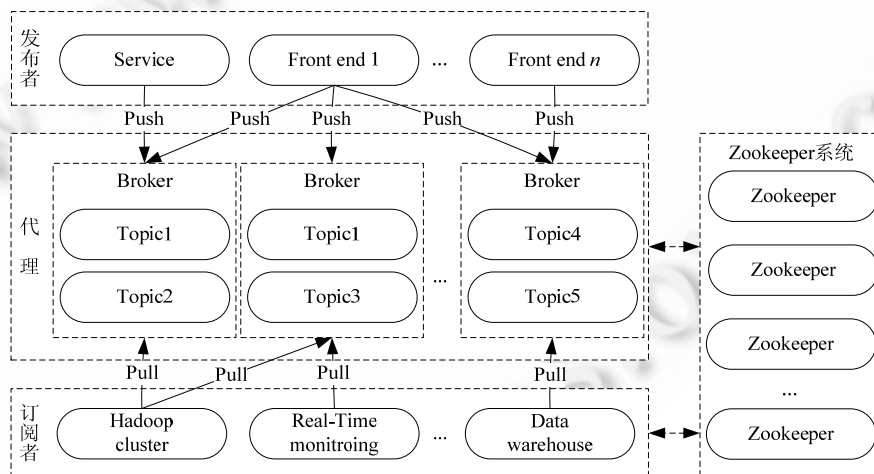 发布者
Service
Front end 1
...
Front end n
Push
Push
Push
Push
Push
代理
Broker
Broker
Broker
Topic1
Topic1
Topic4
Topic2
Topic3
...
Topic5
Pull
Pull
Pull
Pull
订阅者
Hadoop
cluster
Real-Time
monitroing
...
Data
warehouse
Zookeeper系统
Zookeeper
Zookeeper
Zookeeper
...
Zookeeper